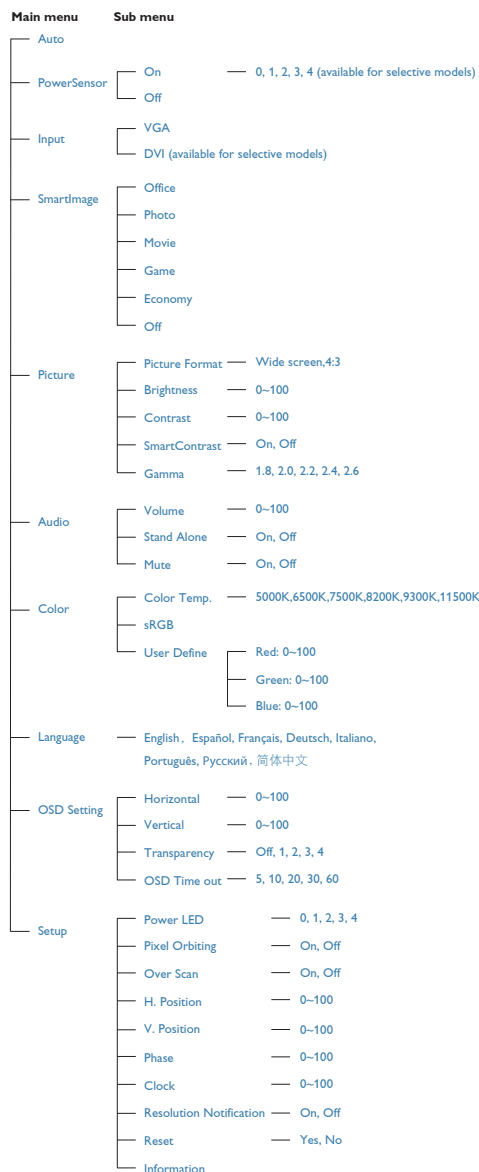 Main menu Sub menu
Auto
PowerSensor On 0, 1, 2, 3, 4 (available for selective models)
Off
Input VGA
DVI (available for selective models)
SmartImage Office
Photo
Movie
Game
Economy
Off
Picture Picture Format Wide screen,4:3
Brightness 0~100
Contrast 0~100
SmartContrast On, Off
Gamma 1.8, 2.0, 2.2, 2.4, 2.6
Audio Volume 0~100
Stand Alone On, Off
Mute On, Off
Color Color Temp. 5000K,6500K,7500K,8200K,9300K,11500K
sRGB
User Define Red: 0~100
Green: 0~100
Blue: 0~100
Language English, Español, Français, Deutsch, Italiano,
Português, Русский, 简体中文
OSD Setting Horizontal 0~100
Vertical 0~100
Transparency Off, 1, 2, 3, 4
OSD Time out 5, 10, 20, 30, 60
Setup Power LED 0, 1, 2, 3, 4
Pixel Orbiting On, Off
Over Scan On, Off
H. Position 0~100
V. Position 0~100
Phase 0~100
Clock 0~100
Resolution Notification On, Off
Reset Yes, No
Information